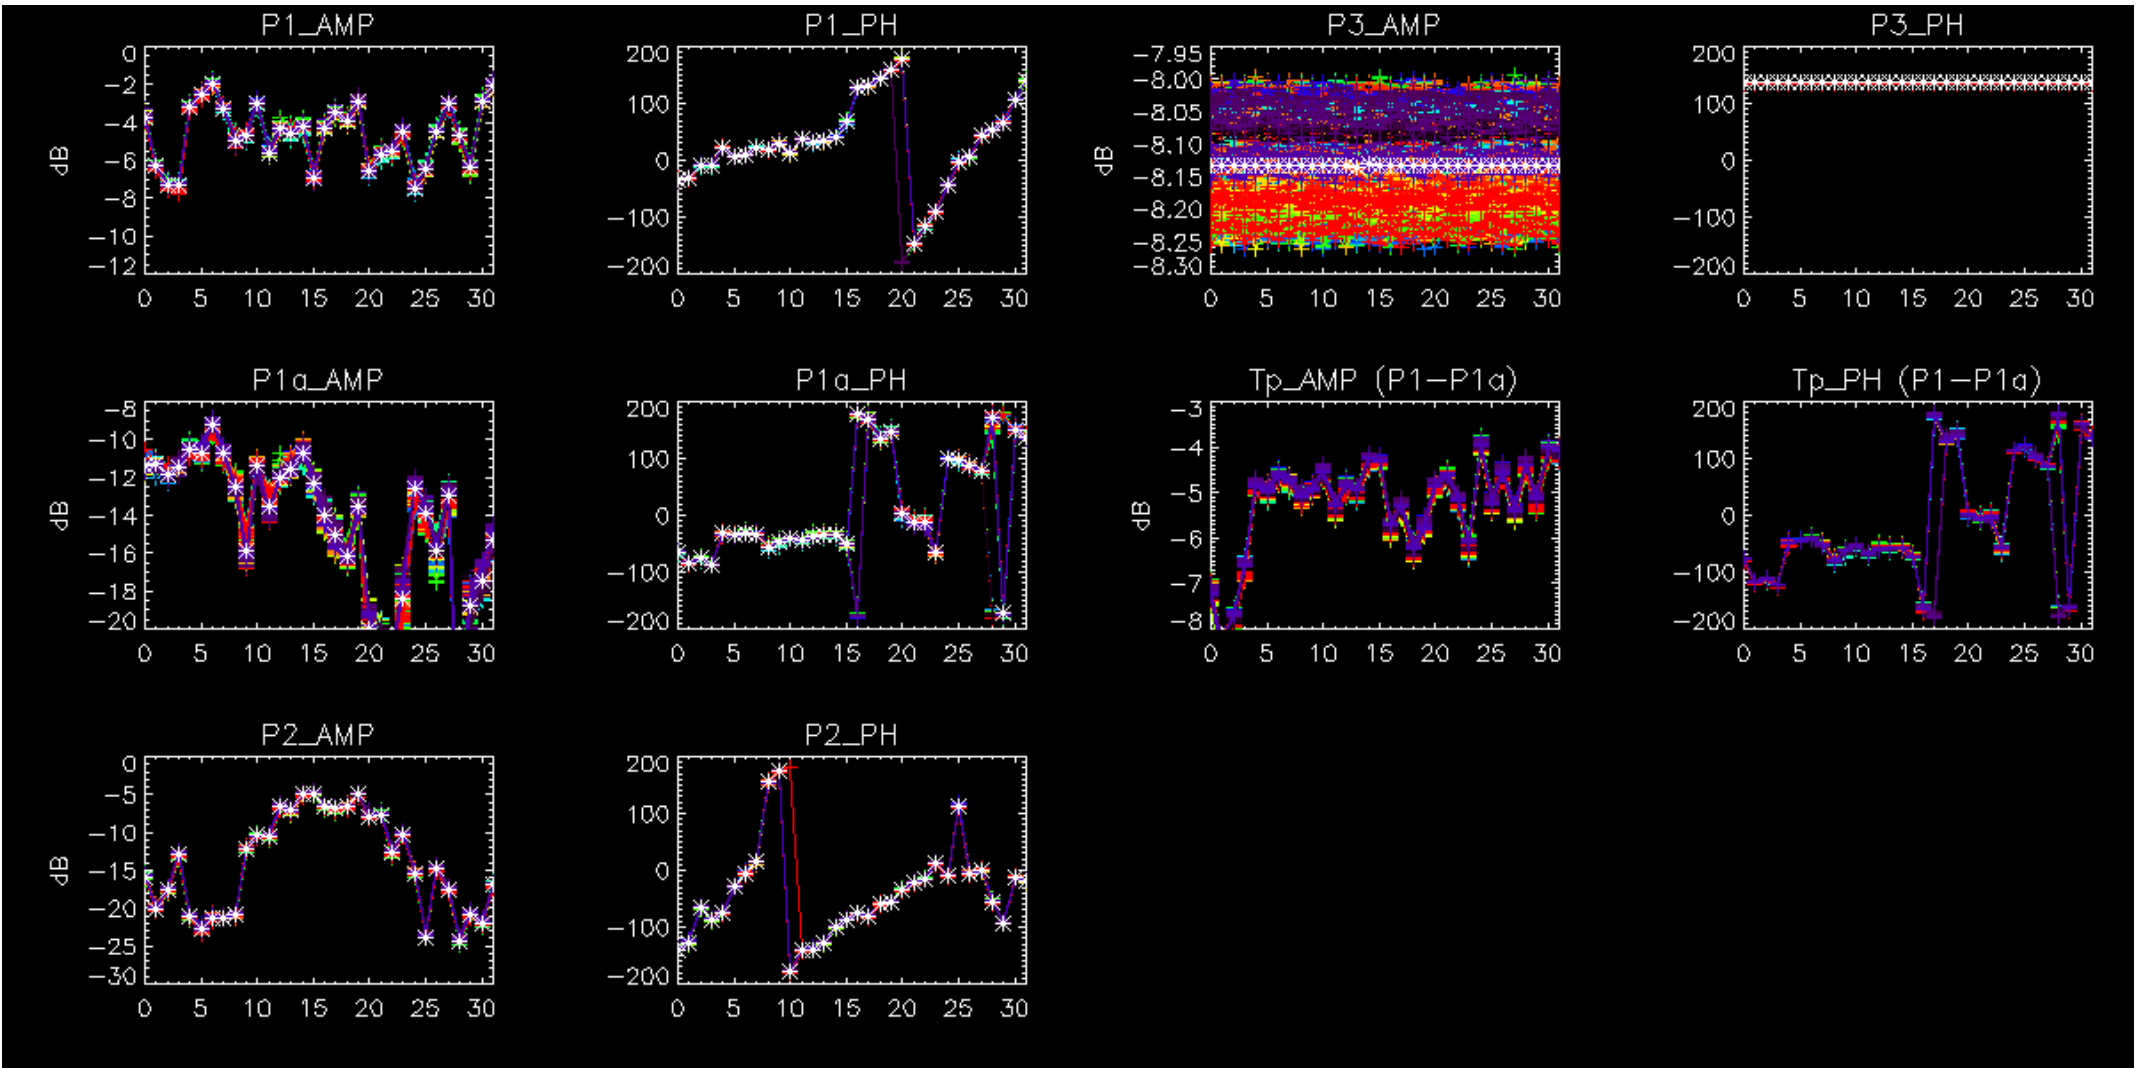 P1_AMP
P1_PH
P3_AMP
P3_PH
dB
0
−2
−4
−6
−8
−10
−12
0 5 10 15 20 25 30
200
100
0
−100
−200
0 5 10 15 20 25 30
dB
−7.95
−8.00
−8.05
−8.10
−8.15
−8.20
−8.25
−8.30
0 5 10 15 20 25 30
200
100
0
−100
−200
0 5 10 15 20 25 30
P1a_AMP
P1a_PH
Tp_AMP (P1−P1a)
Tp_PH (P1−P1a)
dB
−8
−10
−12
−14
−16
−18
−20
0 5 10 15 20 25 30
200
100
0
−100
−200
0 5 10 15 20 25 30
dB
−3
−4
−5
−6
−7
−8
0 5 10 15 20 25 30
200
100
0
−100
−200
0 5 10 15 20 25 30
P2_AMP
P2_PH
dB
0
−5
−10
−15
−20
−25
−30
0 5 10 15 20 25 30
200
100
0
−100
−200
0 5 10 15 20 25 30